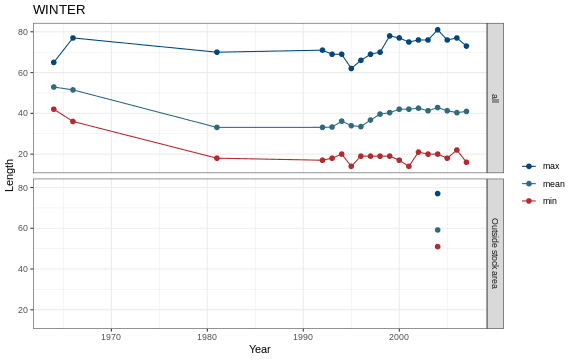 WINTER
80
60
40
20
all
80
60
40
20
Outside stock area
Length
1970 1980 1990 2000
Year
max
mean
min